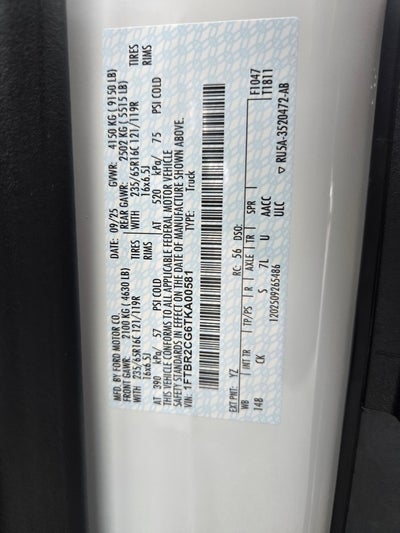 MFD. BY FORD MOTOR CO.
DATE: 09/25 GVWR: 4150 KG ( 9150 LB)
FRONT GAWR: 2100 KG ( 4630 LB) REAR GAWR: 2502 KG ( 5515 LB)
WITH 235/65R16C 121/119R TIRES WITH 235/65R16C 121/119R TIRES
16x6.5J RIMS 16x6.5J RIMS
AT 390 kPa/ 57 PSI COLD AT 520 kPa/ 75 PSI COLD
THIS VEHICLE CONFORMS TO ALL APPLICABLE FEDERAL MOTOR VEHICLE
SAFETY STANDARDS IN EFFECT ON THE DATE OF MANUFACTURE SHOWN ABOVE.
VIN: 1FTBR2CG6TKA00581 TYPE: Truck
EXT PNT: YZ RC: 56 DSO: F1047
WB INT TR TP/PS R AXLE TR SPR T1811
148 CK S 7L U AACC
ULC
1202509265486 ▽ RU5A-3520472-AB